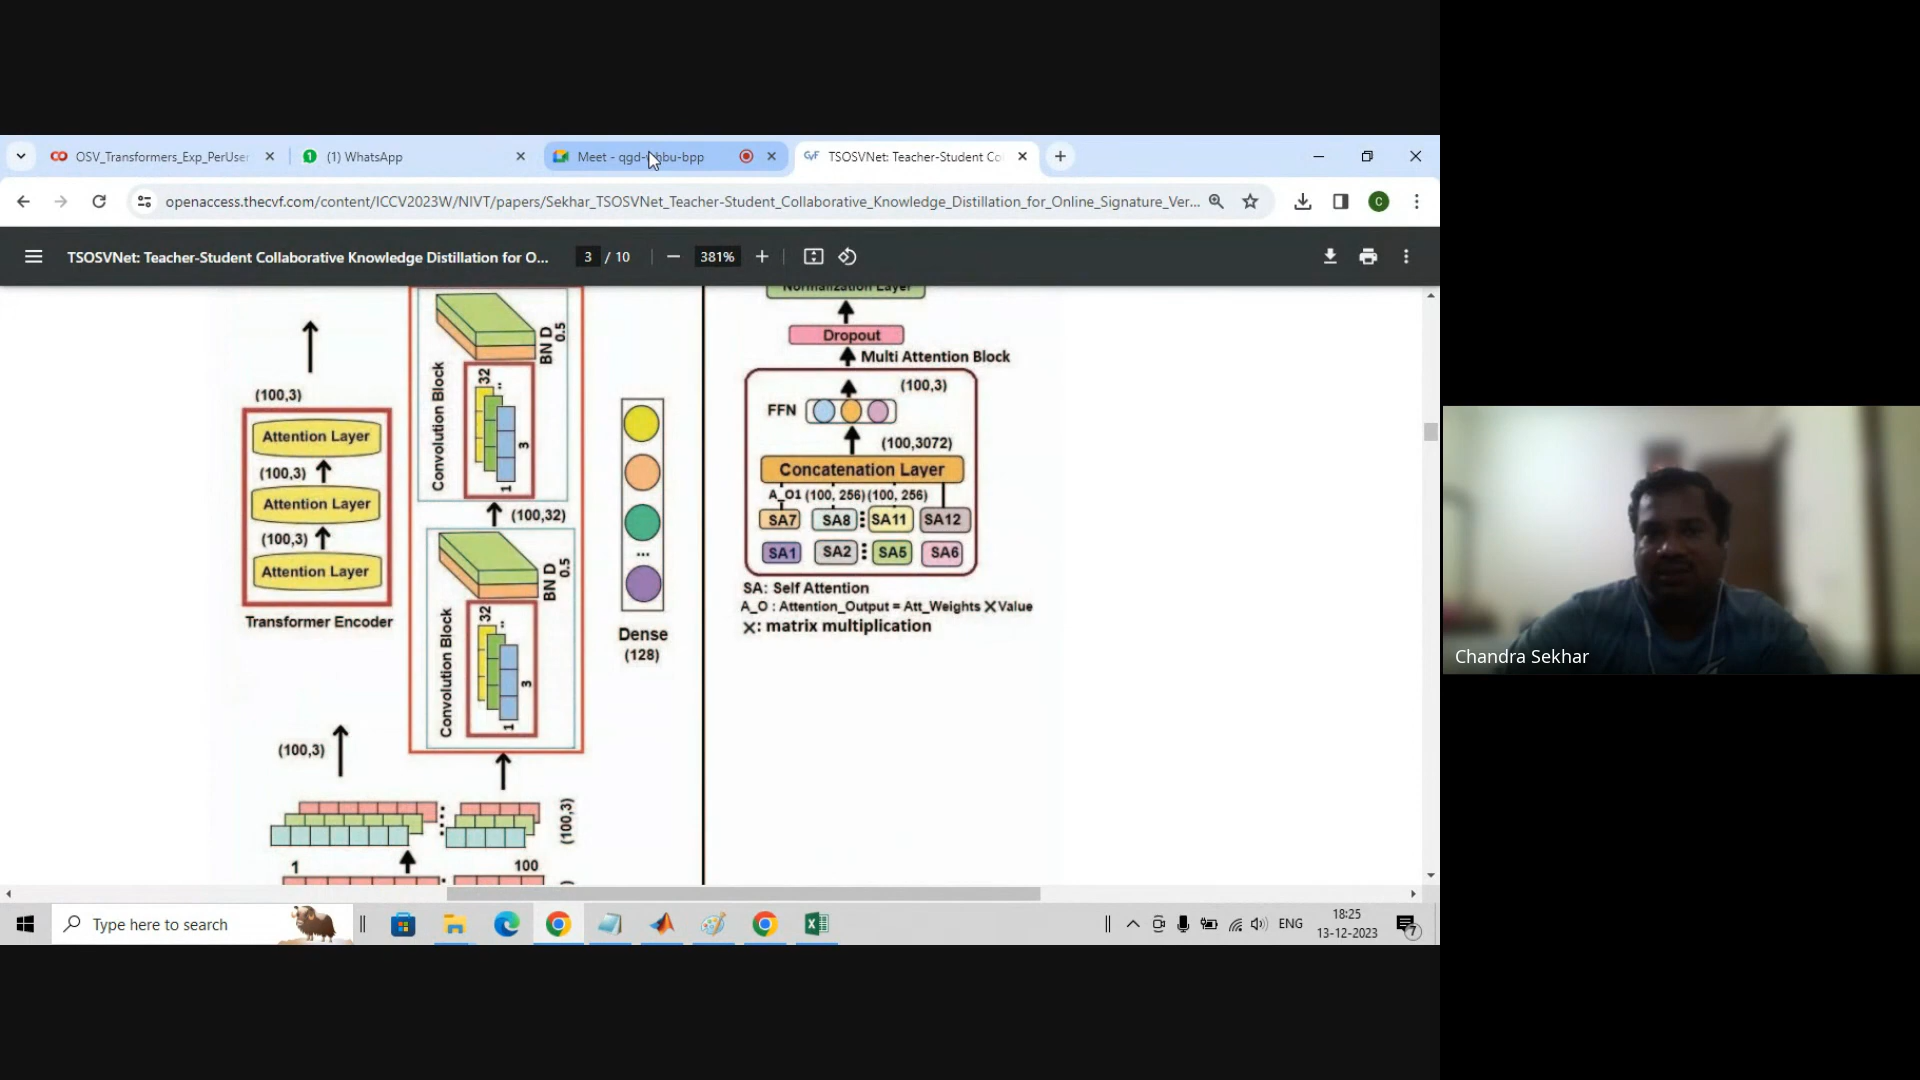 OSV_Transformers_Exp_PerUser
(1) WhatsApp
Meet - qgd-
bu-bpp
TSOSVNet: Teacher-Student Co
openaccess.thecvf.com/content/ICCV2023W/NIVT/papers/Sekhar_TSOSVNet_Teacher-Student_Collaborative_Knowledge_Distillation_for_Online_Signature_Ver...
C
TSOSVNet: Teacher-Student Collaborative Knowledge Distillation for O...
3 / 10
381%
(100,3)
Attention Layer
(100,3)
Attention Layer
(100,3)
Attention Layer
Transformer Encoder
(100,3)
Convolution Block
32
..
3
1
BN D
0.5
(100,32)
Convolution Block
32
..
3
1
BN D
0.5
(100,3)
1
100
...
Dense
(128)
Normalization Layer
Dropout
Multi Attention Block
(100,3)
FFN
(100,3072)
Concatenation Layer
A_O1 (100, 256) (100, 256)
SA7 SA8 SA11 SA12
SA1 SA2 SA5 SA6
SA: Self Attention
A_O : Attention_Output = Att_Weights X Value
X: matrix multiplication
Chandra Sekhar
Type here to search
ENG
18:25
13-12-2023
7